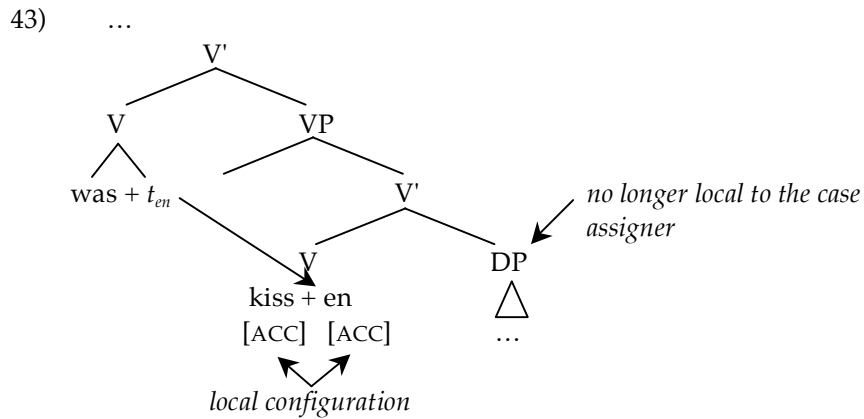 43) …
V'
V VP
was + t_en V' no longer local to the case
assigner
V DP
kiss + en
[ACC] [ACC] …
local configuration